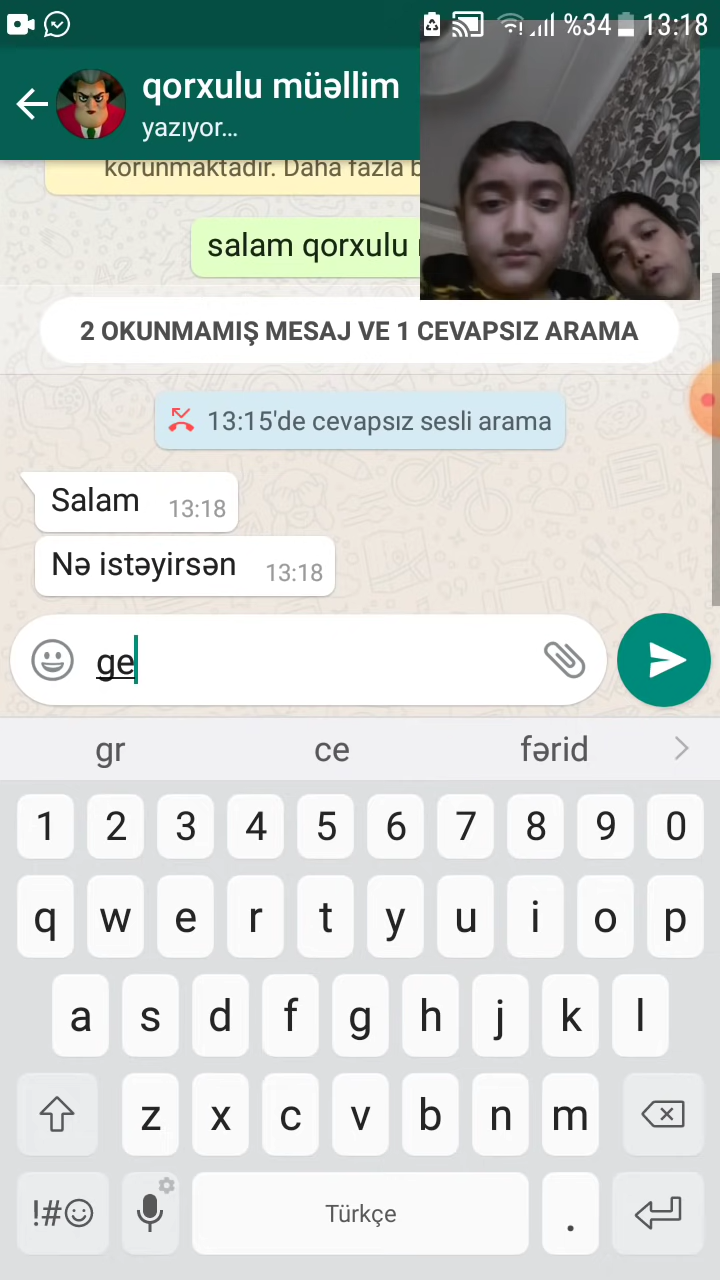 %34 13:18
qorxulu müəllim
yazıyor...
korunmaktadır. Daha fazla
salam qorxulu
2 OKUNMAMIŞ MESAJ VE 1 CEVAPSIZ ARAMA
13:15'de cevapsız sesli arama
Salam 13:18
Nə istəyirsən 13:18
ge
gr ce fərid
1 2 3 4 5 6 7 8 9 0
q w e r t y u i o p
a s d f g h j k l
z x c v b n m
!#☺ Türkçe .